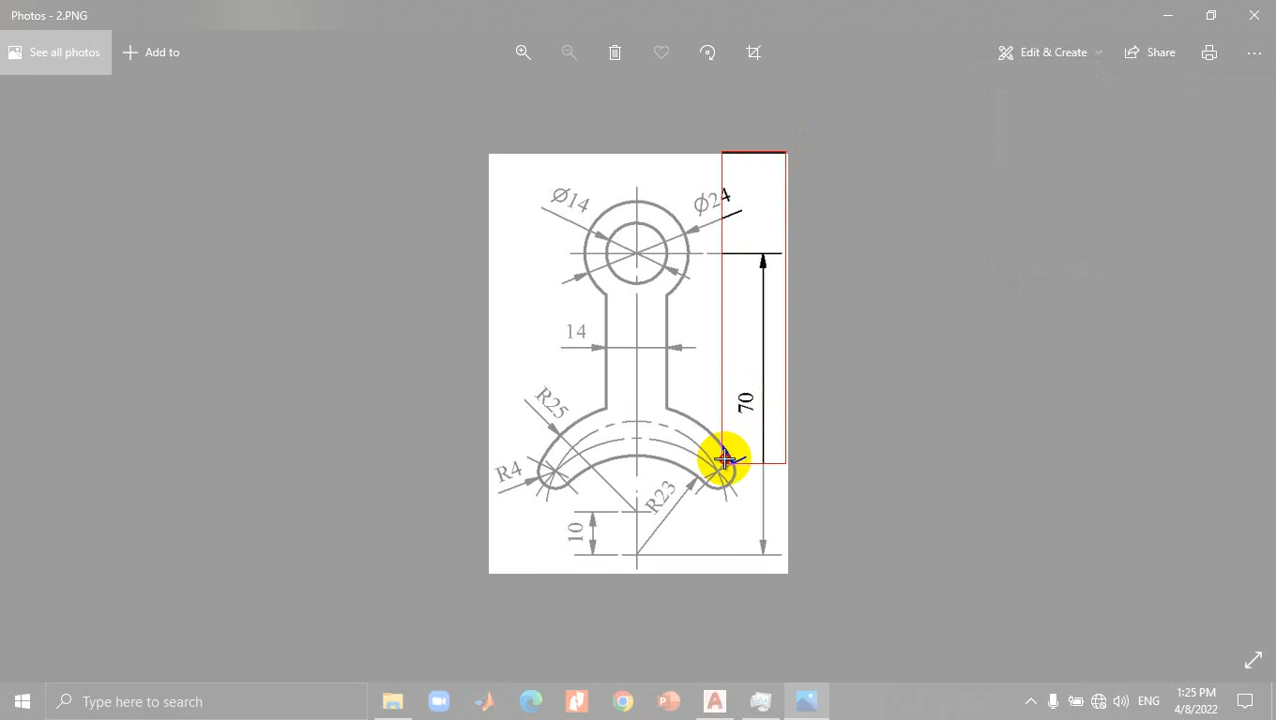 Photos - 2.PNG
See all photos
Add to
Edit & Create
Share
Ø14
Ø24
14
70
R25
R4
R23
10
Type here to search
ENG
1:25 PM
4/8/2022